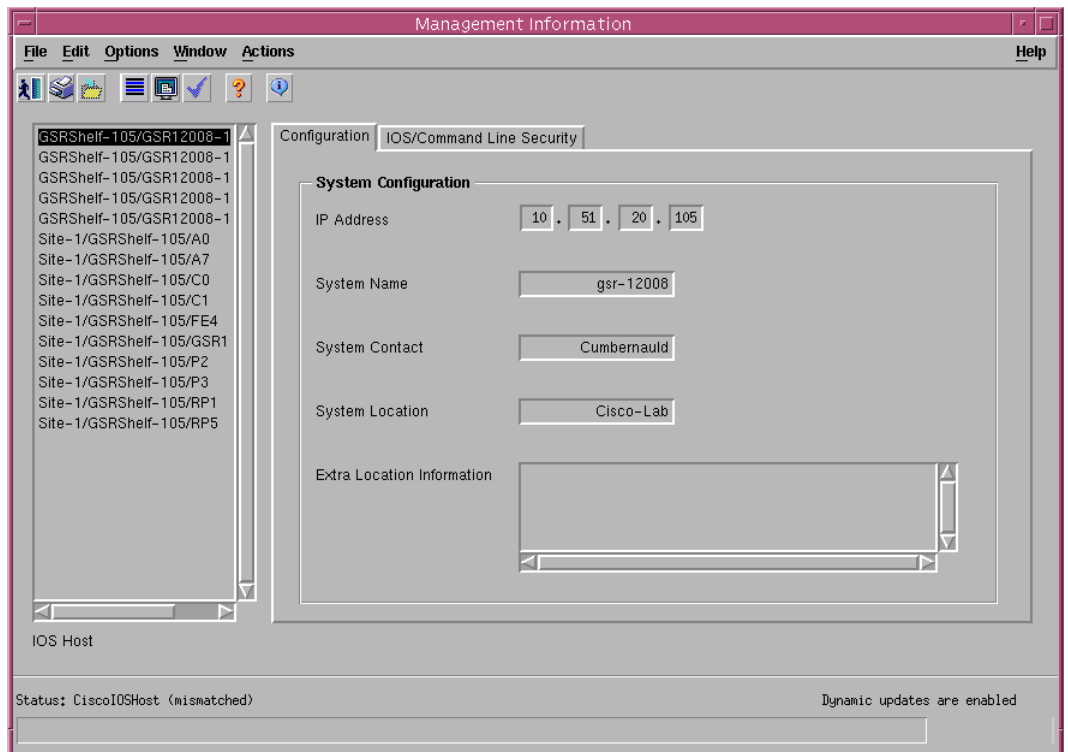 Management Information
File Edit Options Window Actions Help
GSRShelf-105/GSR12008-1
GSRShelf-105/GSR12008-1
GSRShelf-105/GSR12008-1
GSRShelf-105/GSR12008-1
GSRShelf-105/GSR12008-1
Site-1/GSRShelf-105/A0
Site-1/GSRShelf-105/A7
Site-1/GSRShelf-105/C0
Site-1/GSRShelf-105/C1
Site-1/GSRShelf-105/FE4
Site-1/GSRShelf-105/GSR1
Site-1/GSRShelf-105/P2
Site-1/GSRShelf-105/P3
Site-1/GSRShelf-105/RP1
Site-1/GSRShelf-105/RP5
IOS Host
Configuration IOS/Command Line Security
System Configuration
IP Address 10 . 51 . 20 . 105
System Name gsr-12008
System Contact Cumbernauld
System Location Cisco-Lab
Extra Location Information
Status: CiscoIOSHost (mismatched) Dynamic updates are enabled